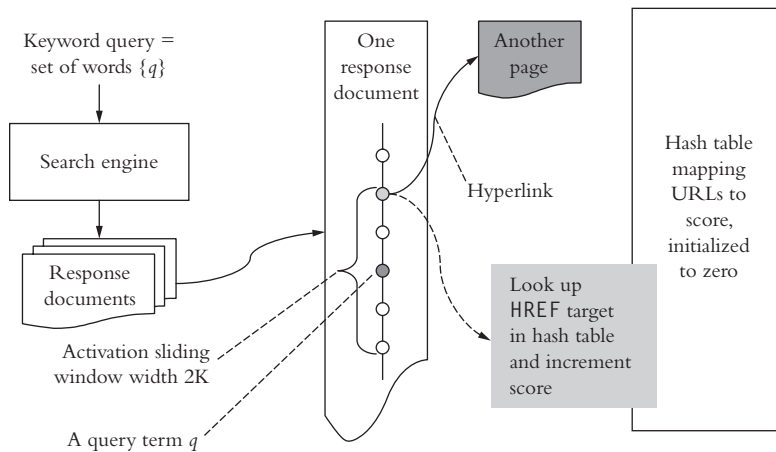 Keyword query =
set of words {q}
Search engine
Response
documents
Activation sliding
window width 2K
A query term q
One
response
document
Another
page
Hyperlink
Look up
HREF target
in hash table
and increment
score
Hash table
mapping
URLs to
score,
initialized
to zero